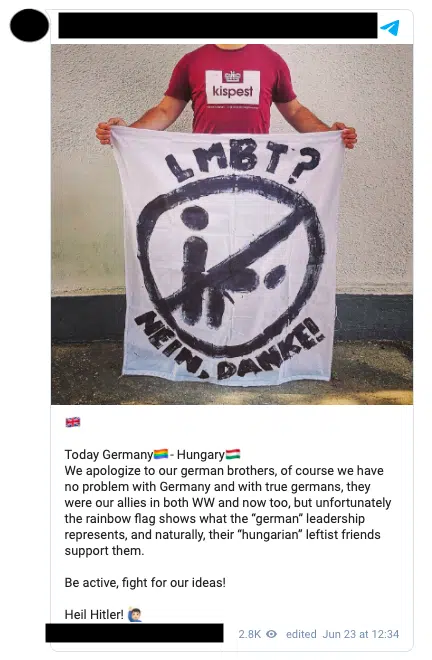 kispest
LMBT?
NEIN, DANKE!
🇬🇧
Today Germany🏳️‍🌈 - Hungary🇭🇺
We apologize to our german brothers, of course we have
no problem with Germany and with true germans, they
were our allies in both WW and now too, but unfortunately
the rainbow flag shows what the “german” leadership
represents, and naturally, their “hungarian” leftist friends
support them.
Be active, fight for our ideas!
Heil Hitler! 🙋🏻‍♂️
2.8K edited Jun 23 at 12:34